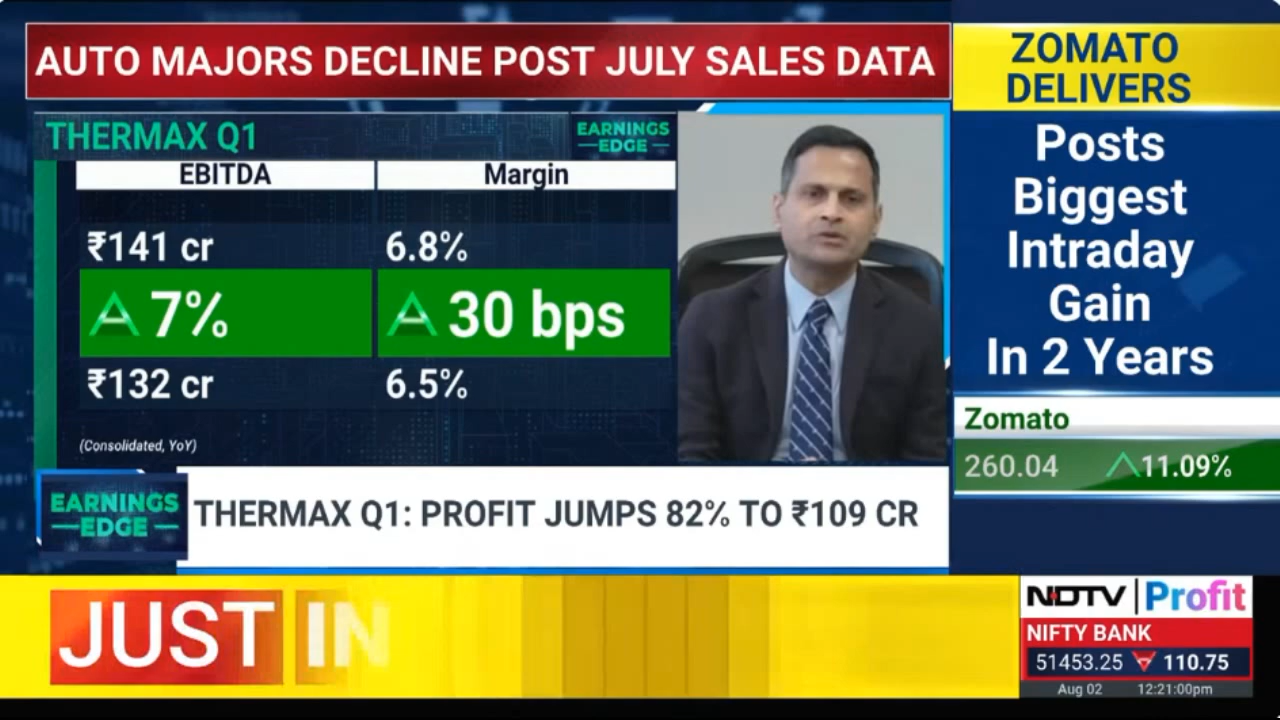 AUTO MAJORS DECLINE POST JULY SALES DATA
THERMAX Q1
EARNINGS
EDGE
EBITDA Margin
₹141 cr 6.8%
7% 30 bps
₹132 cr 6.5%
(Consolidated, YoY)
EARNINGS
EDGE
THERMAX Q1: PROFIT JUMPS 82% TO ₹109 CR
ZOMATO
DELIVERS
Posts
Biggest
Intraday
Gain
In 2 Years
Zomato
260.04 11.09%
JUST IN
NDTV Profit
NIFTY BANK
51453.25 110.75
Aug 02 12:21:00pm